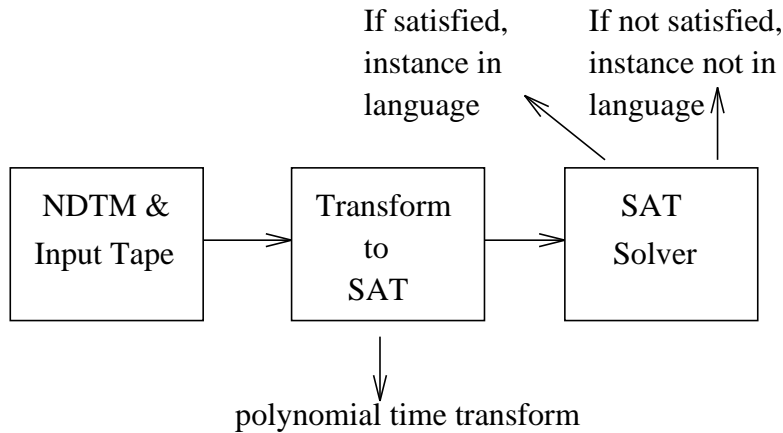 If satisfied,
instance in
language
If not satisfied,
instance not in
language
NDTM &
Input Tape
Transform
to
SAT
SAT
Solver
polynomial time transform